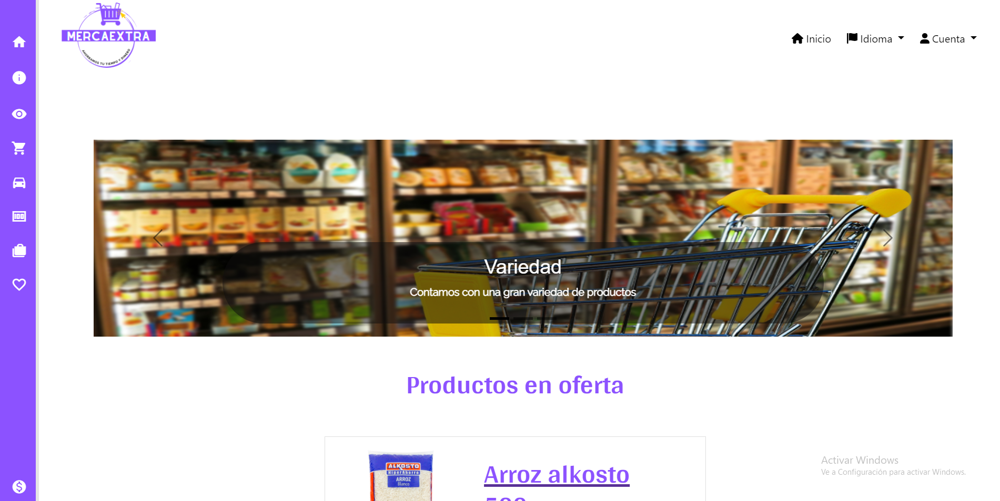 MERCAEXTRA
AHORRAMOS TU TIEMPO Y DINERO
Inicio
Idioma
Cuenta
100
Variedad
Contamos con una gran variedad de productos
Productos en oferta
ALKOSTO
HiperAhorro
ARROZ
Blanco
Arroz alkosto
Activar Windows
Ve a Configuración para activar Windows.